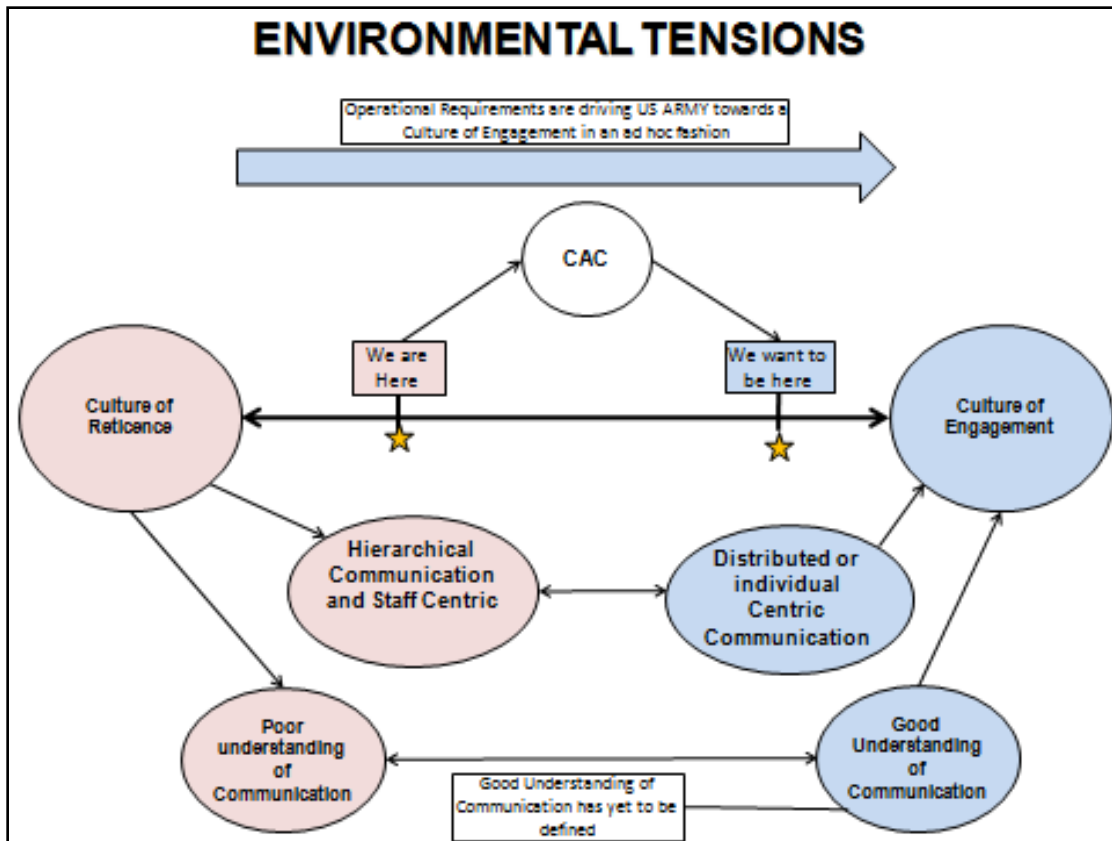 ENVIRONMENTAL TENSIONS
Operational Requirements are driving US ARMY towards a
Culture of Engagement in an ad hoc fashion
CAC
We are
Here
We want to
be here
Culture of
Reticence
Culture of
Engagement
Hierarchical
Communication
and Staff Centric
Distributed or
individual
Centric
Communication
Poor
understanding
of
Communication
Good
Understanding
of
Communication
Good Understanding of
Communication has yet to be
defined